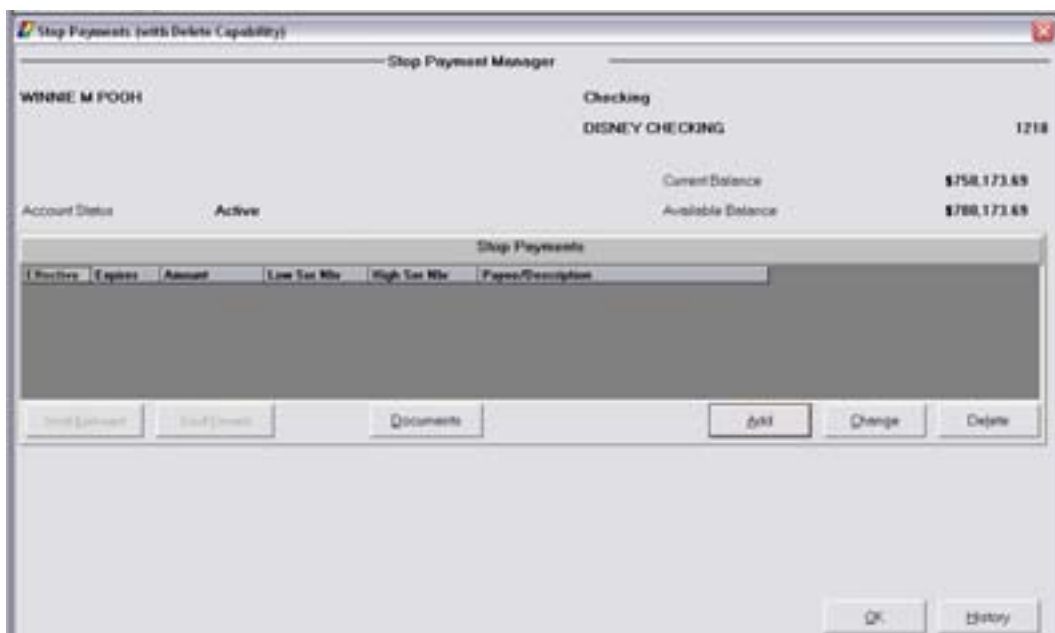 Stop Payments (with Delete Capability)
Stop Payment Manager
WINNIE M POOH
Checking
DISNEY CHECKING 1218
Current Balance $758,173.69
Account Status Active Available Balance $788,173.69
Stop Payments
Effective Expires Amount Low Ser Nbr High Ser Nbr Payee/Description
Documents Add Change Delete
OK History